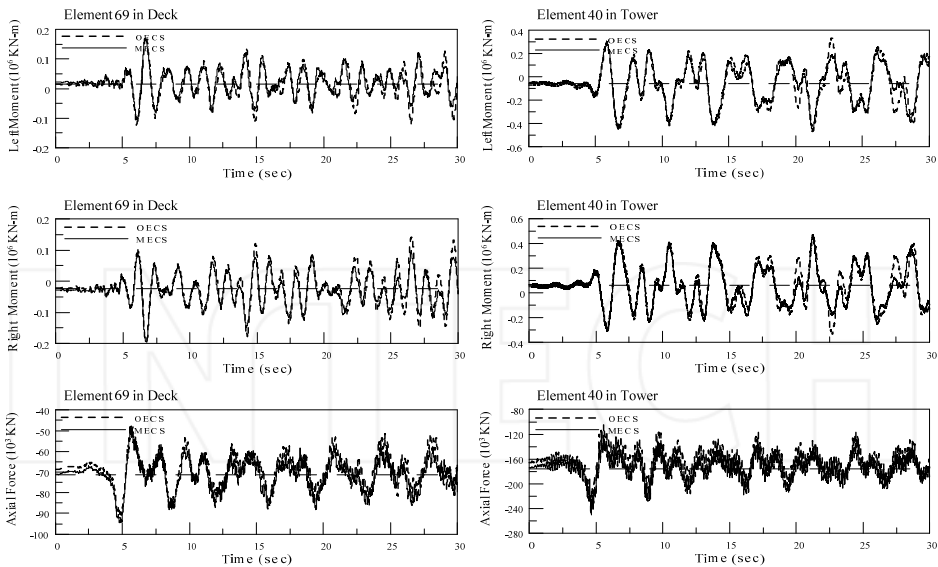 Element 69 in Deck
Left Moment (10⁶ KN-m)
0.2
0.1
0
-0.1
-0.2
OECS
MECS
0 5 10 15 20 25 30
Time (sec)
Element 40 in Tower
Left Moment (10⁶ KN-m)
0.4
0.2
0
-0.2
-0.4
-0.6
OECS
MECS
0 5 10 15 20 25 30
Time (sec)
Element 69 in Deck
Right Moment (10⁶ KN-m)
0.2
0.1
0
-0.1
-0.2
OECS
MECS
0 5 10 15 20 25 30
Time (sec)
Element 40 in Tower
Right Moment (10⁶ KN-m)
0.6
0.4
0.2
0
-0.2
-0.4
OECS
MECS
0 5 10 15 20 25 30
Time (sec)
Element 69 in Deck
Axial Force (10³ KN)
-40
-50
-60
-70
-80
-90
-100
OECS
MECS
0 5 10 15 20 25 30
Time (sec)
Element 40 in Tower
Axial Force (10³ KN)
-80
-120
-160
-200
-240
-280
OECS
MECS
0 5 10 15 20 25 30
Time (sec)
INTECH